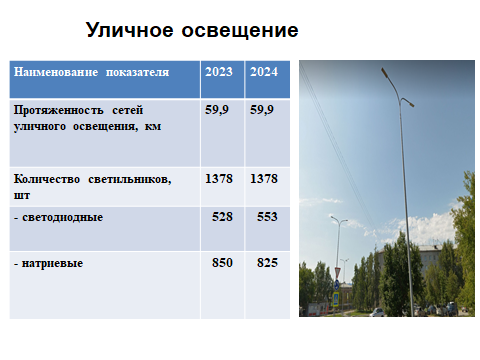 Уличное освещение
Наименование показателя 2023 2024
Протяженность сетей 59,9 59,9
уличного освещения, км
Количество светильников, 1378 1378
шт
- светодиодные 528 553
- натриевые 850 825